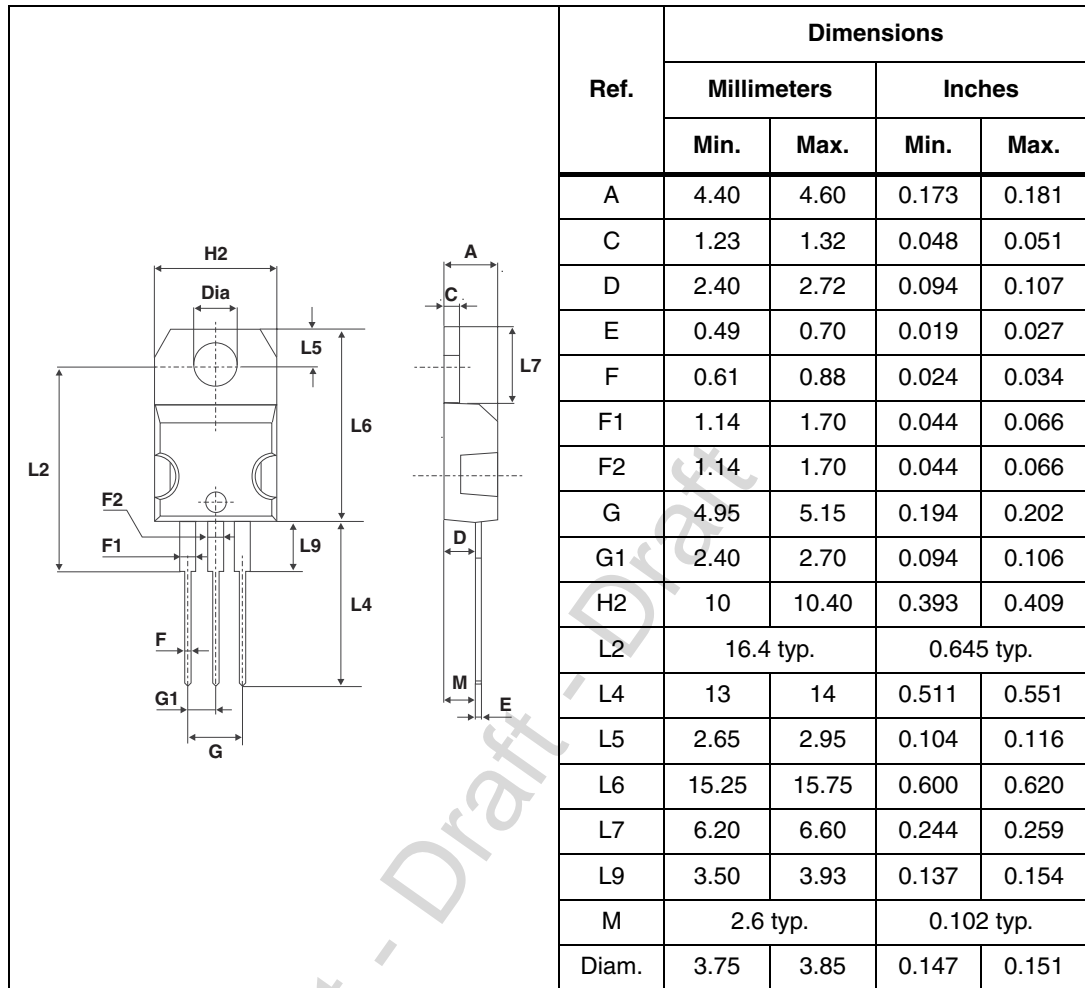 Ref.
Dimensions
Millimeters Inches
Min. Max. Min. Max.
A 4.40 4.60 0.173 0.181
C 1.23 1.32 0.048 0.051
D 2.40 2.72 0.094 0.107
E 0.49 0.70 0.019 0.027
F 0.61 0.88 0.024 0.034
F1 1.14 1.70 0.044 0.066
F2 1.14 1.70 0.044 0.066
G 4.95 5.15 0.194 0.202
G1 2.40 2.70 0.094 0.106
H2 10 10.40 0.393 0.409
L2 16.4 typ. 0.645 typ.
L4 13 14 0.511 0.551
L5 2.65 2.95 0.104 0.116
L6 15.25 15.75 0.600 0.620
L7 6.20 6.60 0.244 0.259
L9 3.50 3.93 0.137 0.154
M 2.6 typ. 0.102 typ.
Diam. 3.75 3.85 0.147 0.151
H2
A
Dia
C
L5
L7
L6
L2
F2
D
F1
L9
L4
F
M
G1
E
G
- Draft - Draft